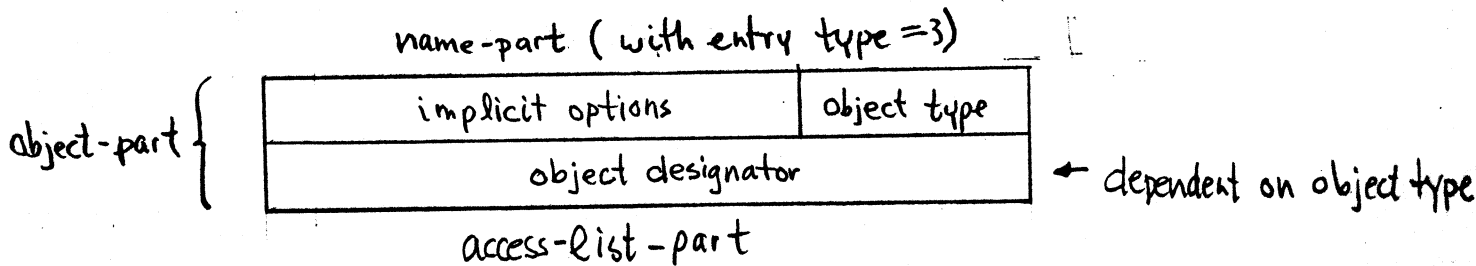 name-part (with entry type=3)
implicit options object type
object-part
object designator
← dependent on object type
access-list-part